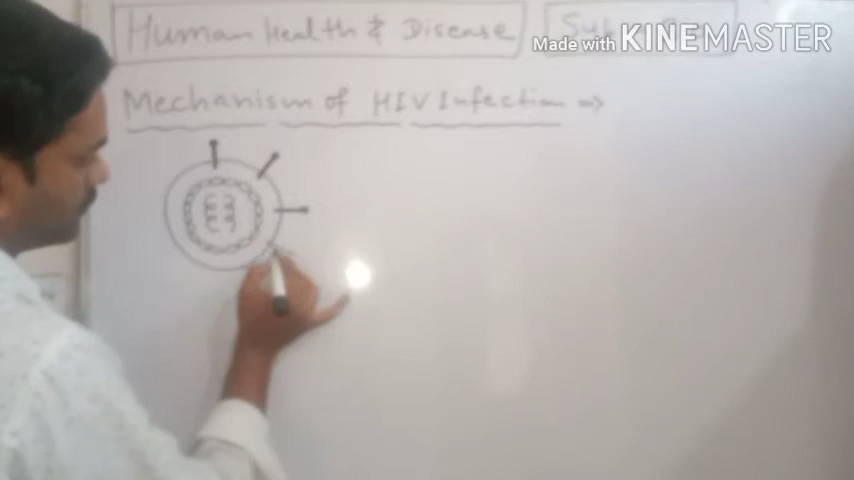 Human Health & Disease
Made with KINEMASTER
Mechanism of HIV Infection ⇒